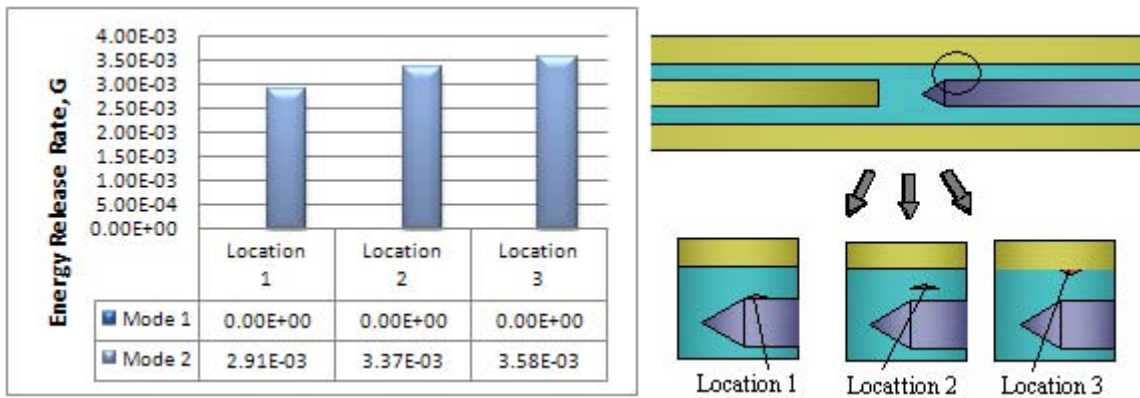 4.00E-03
3.50E-03
3.00E-03
2.50E-03
2.00E-03
1.50E-03
1.00E-03
5.00E-04
0.00E+00
Energy Release Rate, G
Location 1 Location 2 Location 3
Mode 1 0.00E+00 0.00E+00 0.00E+00
Mode 2 2.91E-03 3.37E-03 3.58E-03
Location 1 Locattion 2 Location 3